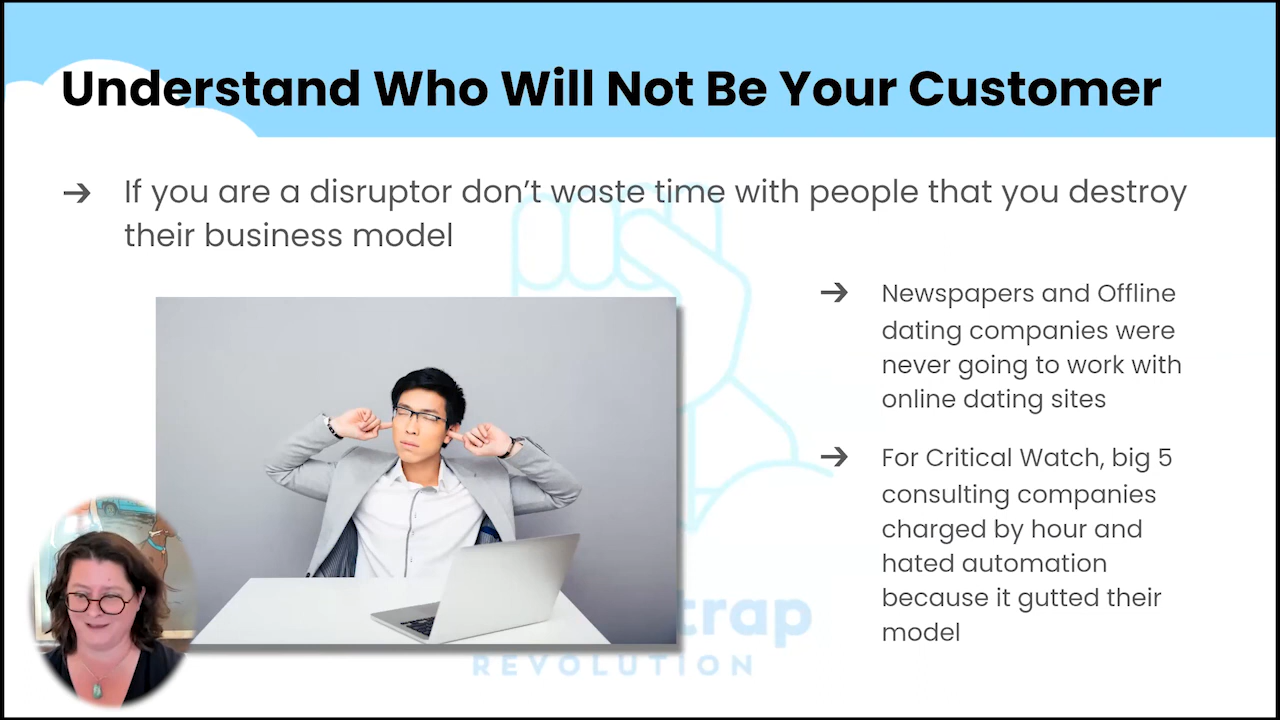 Understand Who Will Not Be Your Customer
➔ If you are a disruptor don’t waste time with people that you destroy
their business model
➔ Newspapers and Offline
dating companies were
never going to work with
online dating sites
➔ For Critical Watch, big 5
consulting companies
charged by hour and
hated automation
because it gutted their
model
trap
REVOLUTION